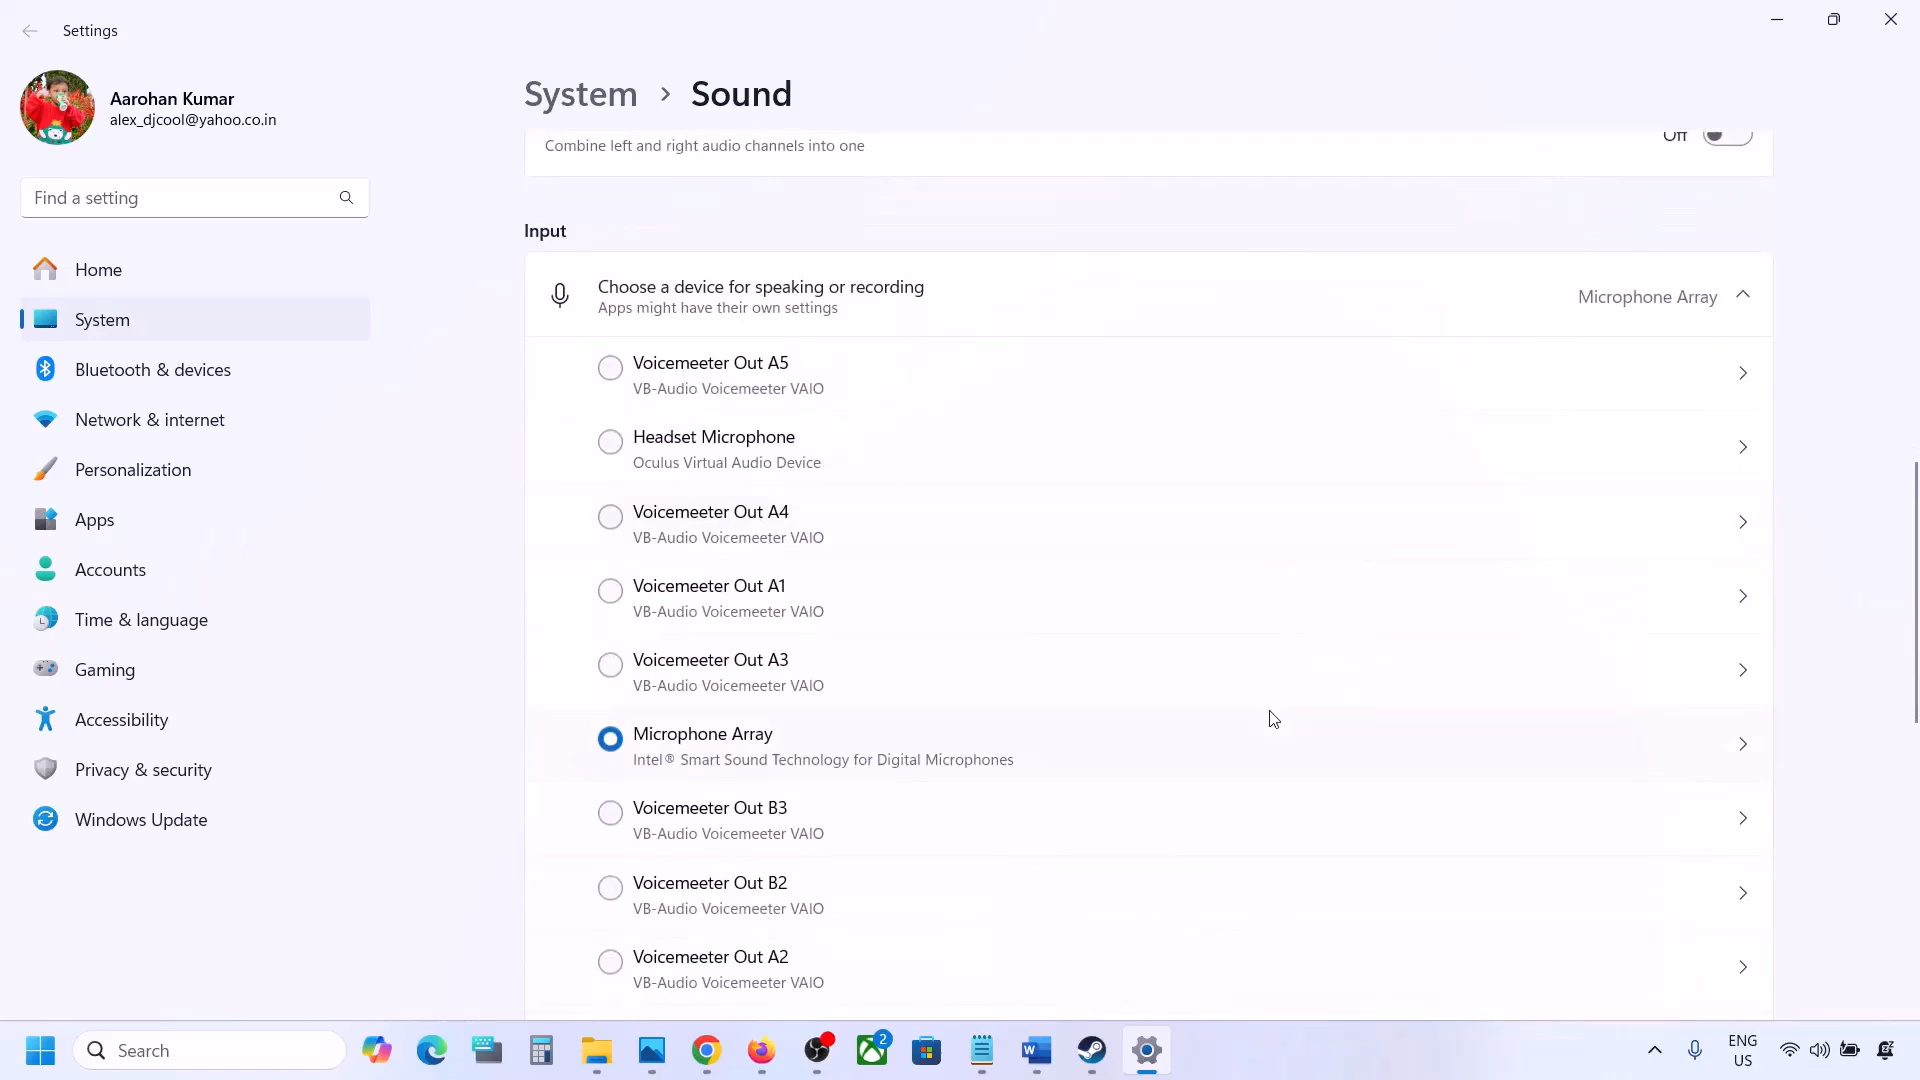 Settings
Aarohan Kumar
alex_djcool@yahoo.co.in
Find a setting
Home
System
Bluetooth & devices
Network & internet
Personalization
Apps
Accounts
Time & language
Gaming
Accessibility
Privacy & security
Windows Update
System > Sound
Combine left and right audio channels into one
Off
Input
Choose a device for speaking or recording
Apps might have their own settings
Microphone Array
Voicemeeter Out A5
VB-Audio Voicemeeter VAIO
Headset Microphone
Oculus Virtual Audio Device
Voicemeeter Out A4
VB-Audio Voicemeeter VAIO
Voicemeeter Out A1
VB-Audio Voicemeeter VAIO
Voicemeeter Out A3
VB-Audio Voicemeeter VAIO
Microphone Array
Intel® Smart Sound Technology for Digital Microphones
Voicemeeter Out B3
VB-Audio Voicemeeter VAIO
Voicemeeter Out B2
VB-Audio Voicemeeter VAIO
Voicemeeter Out A2
VB-Audio Voicemeeter VAIO
Search
2
ENG
US